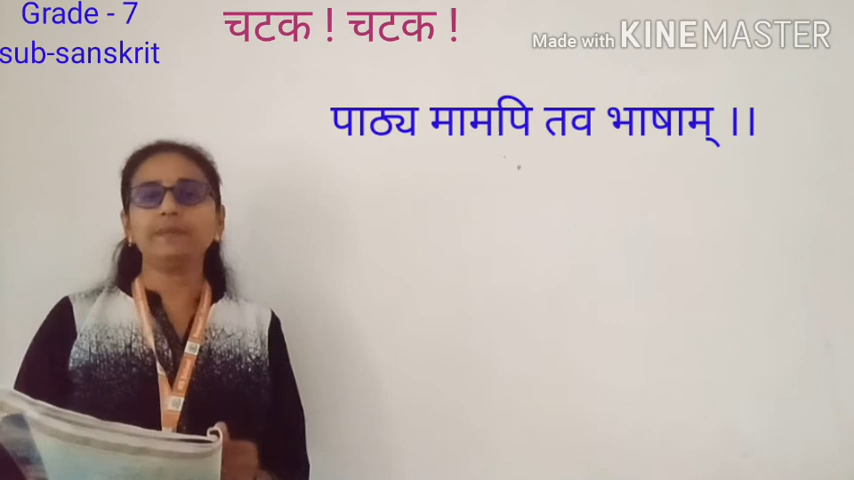 Grade - 7
sub-sanskrit
चटक ! चटक !
Made with KINEMASTER
पाठ्य मामपि तव भाषाम् ।।